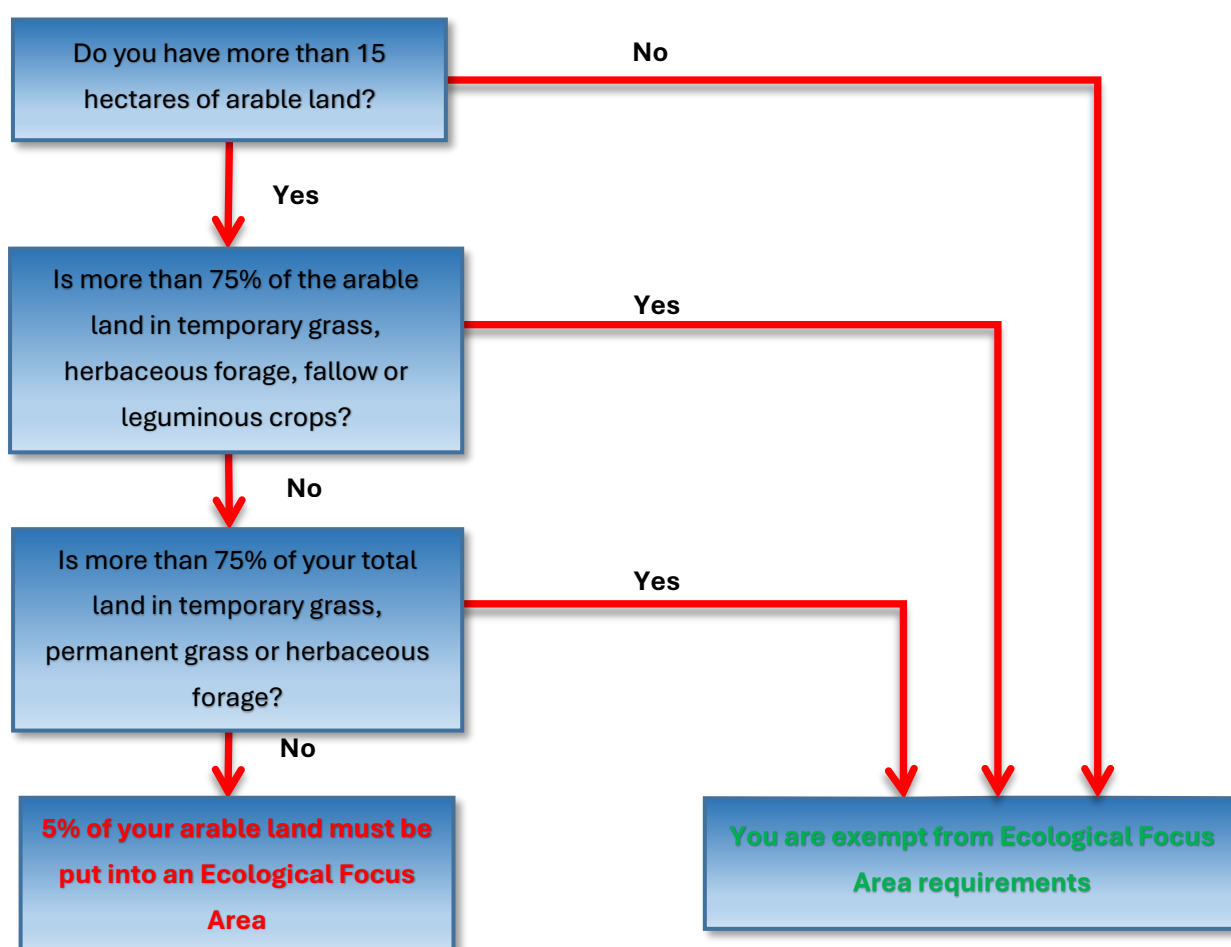 Do you have more than 15
hectares of arable land?
No
Yes
Is more than 75% of the arable
land in temporary grass,
herbaceous forage, fallow or
leguminous crops?
Yes
No
Is more than 75% of your total
land in temporary grass,
permanent grass or herbaceous
forage?
Yes
No
5% of your arable land must be
put into an Ecological Focus
Area
You are exempt from Ecological Focus
Area requirements